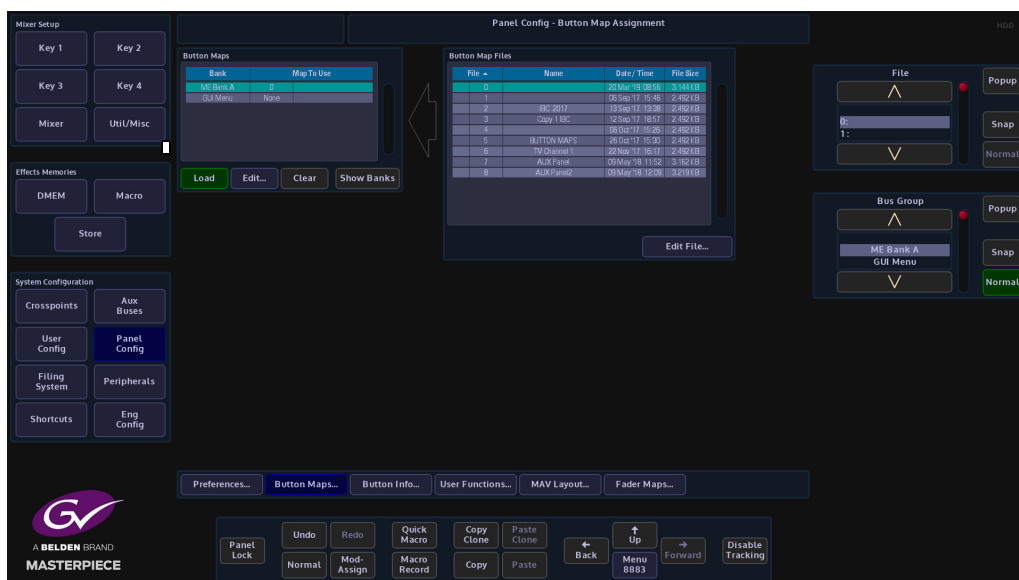 Mixer Setup
Key 1
Key 2
Key 3
Key 4
Mixer
Util/Misc
Effects Memories
DMEM
Macro
Store
System Configuration
Crosspoints
Aux
Buses
User
Config
Panel
Config
Filing
System
Peripherals
Shortcuts
Eng
Config
A BELDEN BRAND
MASTERPIECE
Panel Config - Button Map Assignment
HDD
Button Maps
Bank Map To Use
ME Bank A 0
GUI Menu None
Load
Edit...
Clear
Show Banks
Button Map Files
File Name Date / Time File Size
0 20 Mar '19 08:56 3.144 KB
1 06 Sep '17 15:46 2.492 KB
2 IBC 2017 13 Sep '17 13:38 2.492 KB
3 Copy 1 IBC 12 Sep '17 18:57 2.492 KB
4 06 Oct '17 15:26 2.492 KB
5 BUTTON MAPS 26 Oct '17 15:30 2.492 KB
6 TV Channel 1 22 Nov '17 16:17 2.492 KB
7 AUX Panel 09 May '18 11:52 3.162 KB
8 AUX Panel2 09 May '18 12:09 3.219 KB
Edit File...
File
0:
1:
Popup
Snap
Normal
Bus Group
ME Bank A
GUI Menu
Popup
Snap
Normal
Preferences...
Button Maps...
Button Info...
User Functions...
MAV Layout...
Fader Maps...
Panel
Lock
Undo
Redo
Normal
Mod-
Assign
Quick
Macro
Macro
Record
Copy
Clone
Paste
Clone
Copy
Paste
Back
Up
Menu
8883
Forward
Disable
Tracking